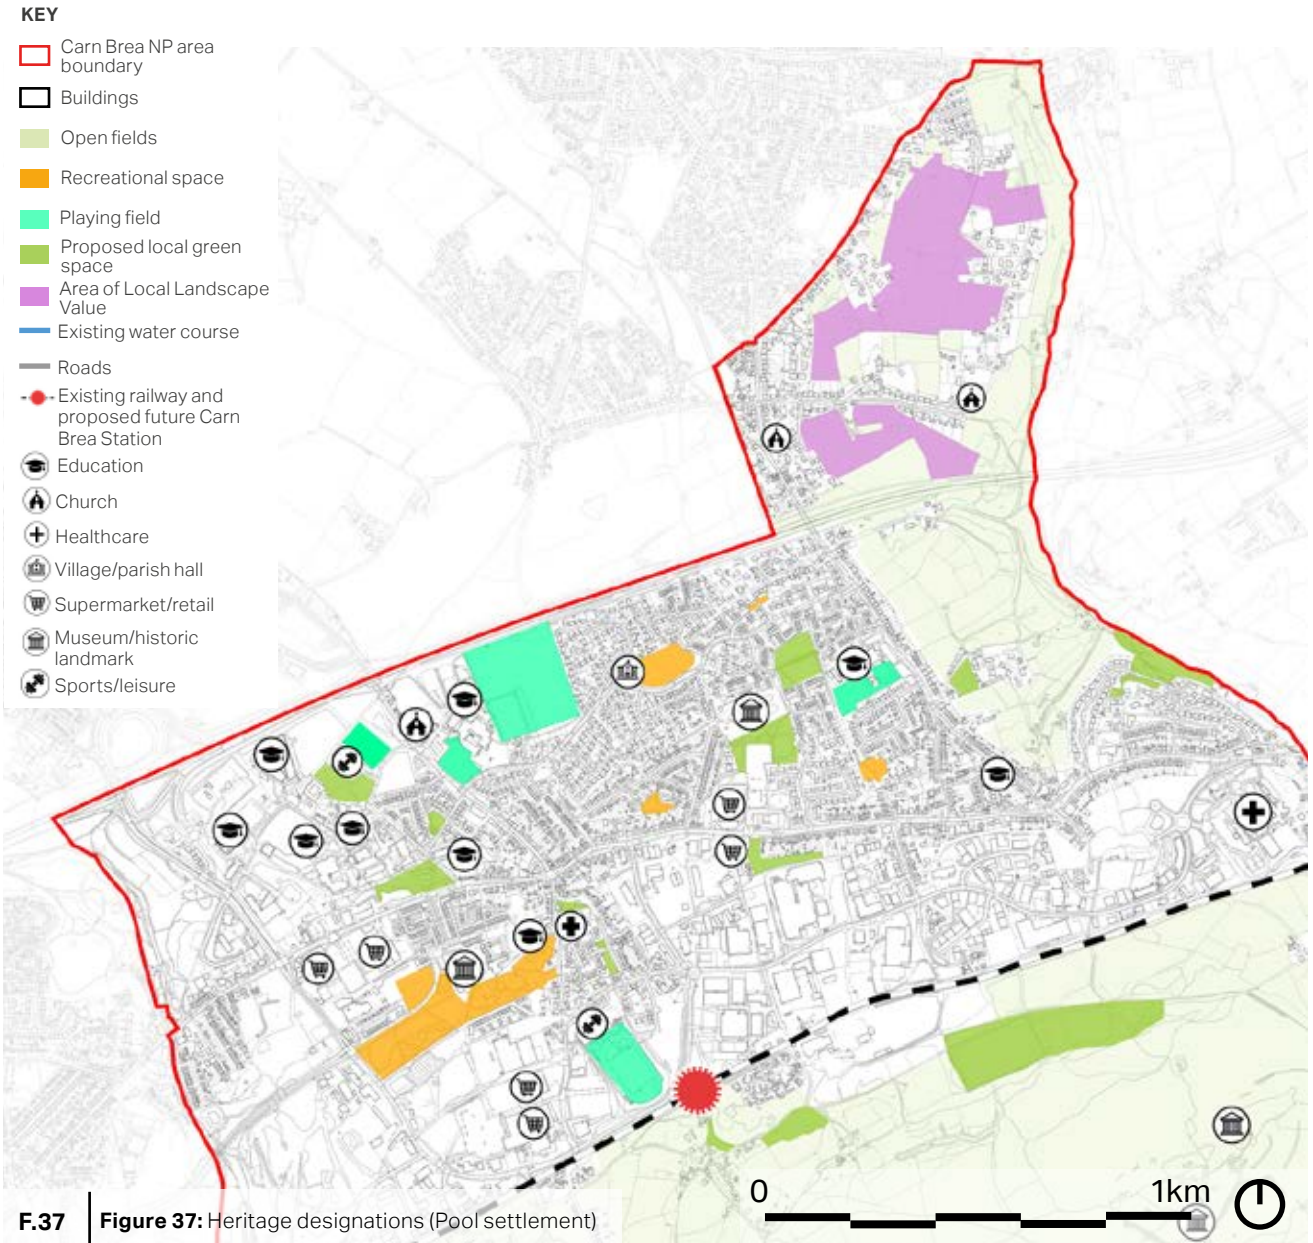 KEY
Carn Brea NP area
boundary
Buildings
Open fields
Recreational space
Playing field
Proposed local green
space
Area of Local Landscape
Value
Existing water course
Roads
Existing railway and
proposed future Carn
Brea Station
Education
Church
Healthcare
Village/parish hall
Supermarket/retail
Museum/historic
landmark
Sports/leisure
0 1km
F.37 Figure 37: Heritage designations (Pool settlement)